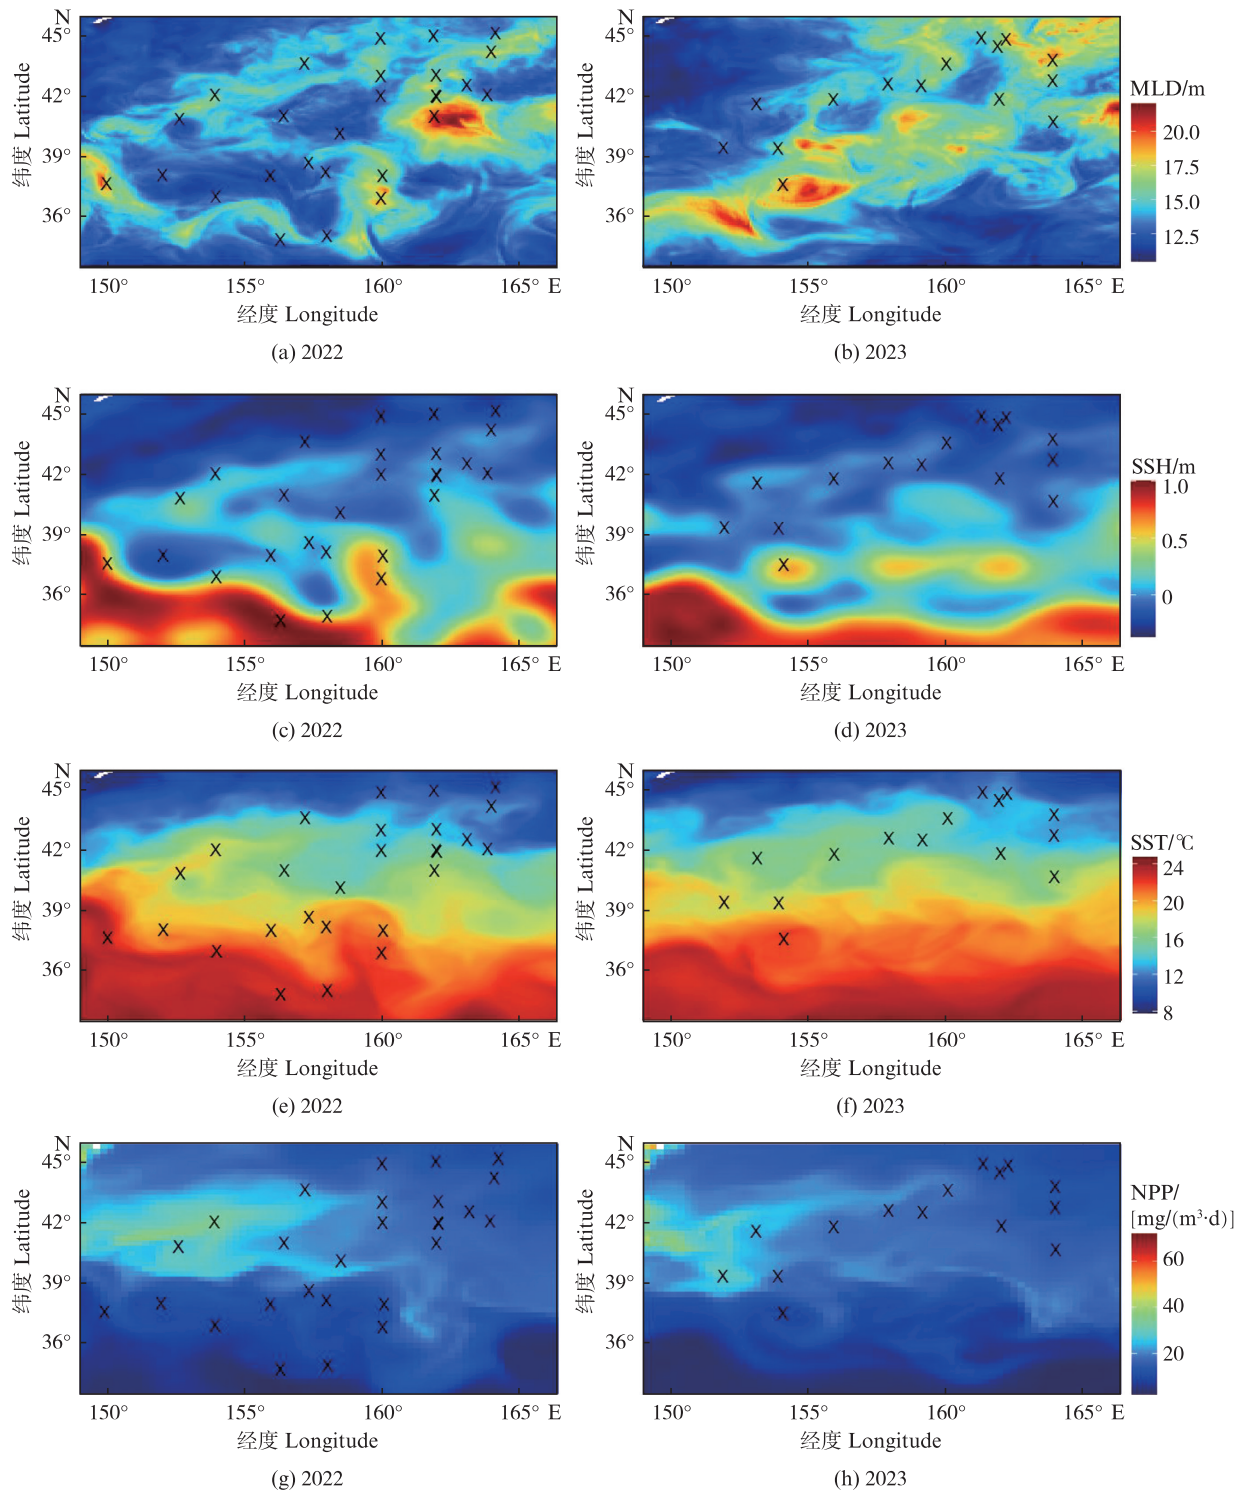 N
45°
42°
39°
36°
纬度 Latitude
150°
155°
160°
165° E
经度 Longitude
(a) 2022
N
45°
42°
39°
36°
纬度 Latitude
150°
155°
160°
165° E
经度 Longitude
(b) 2023
MLD/m
20.0
17.5
15.0
12.5
N
45°
42°
39°
36°
纬度 Latitude
150°
155°
160°
165° E
经度 Longitude
(c) 2022
N
45°
42°
39°
36°
纬度 Latitude
150°
155°
160°
165° E
经度 Longitude
(d) 2023
SSH/m
1.0
0.5
0
N
45°
42°
39°
36°
纬度 Latitude
150°
155°
160°
165° E
经度 Longitude
(e) 2022
N
45°
42°
39°
36°
纬度 Latitude
150°
155°
160°
165° E
经度 Longitude
(f) 2023
SST/℃
24
20
16
12
8
N
45°
42°
39°
36°
纬度 Latitude
150°
155°
160°
165° E
经度 Longitude
(g) 2022
N
45°
42°
39°
36°
纬度 Latitude
150°
155°
160°
165° E
经度 Longitude
(h) 2023
NPP/
[mg/(m³·d)]
60
40
20